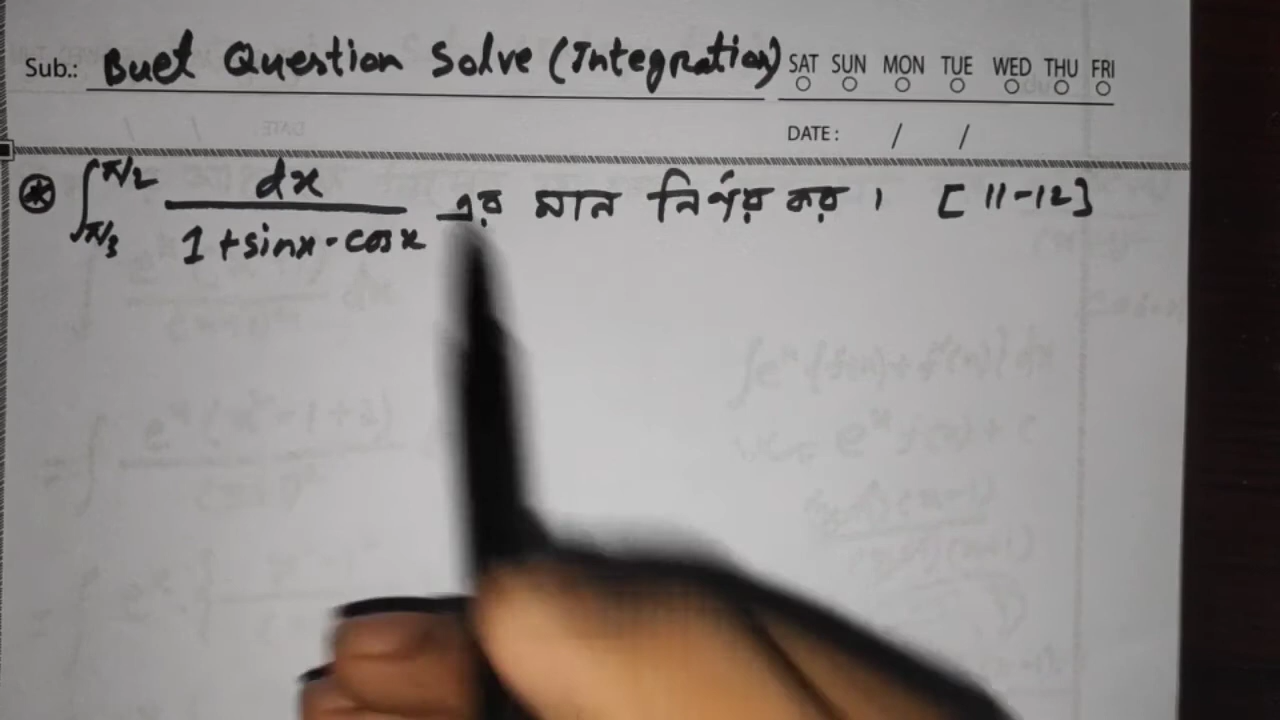 Sub.: Buet Question Solve (Integration) SAT SUN MON TUE WED THU FRI
DATE : / /
⊛ ∫_{π/3}^{π/2} dx / (1 + sinx - cosx) এর মান নির্ণয় কর। [11-12]